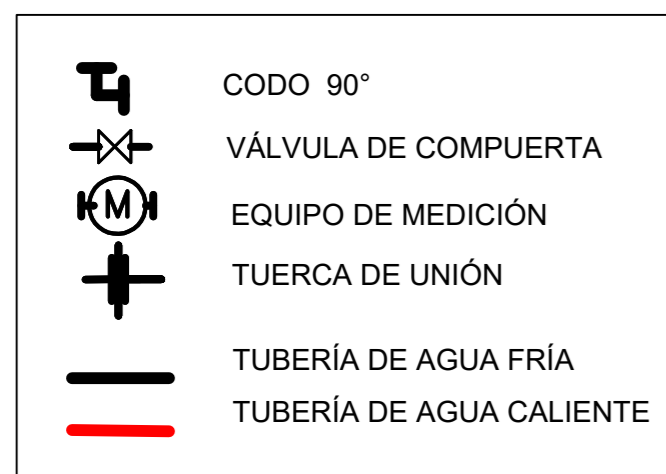 CODO 90°
VÁLVULA DE COMPUERTA
M
EQUIPO DE MEDICIÓN
TUERCA DE UNIÓN
TUBERÍA DE AGUA FRÍA
TUBERÍA DE AGUA CALIENTE